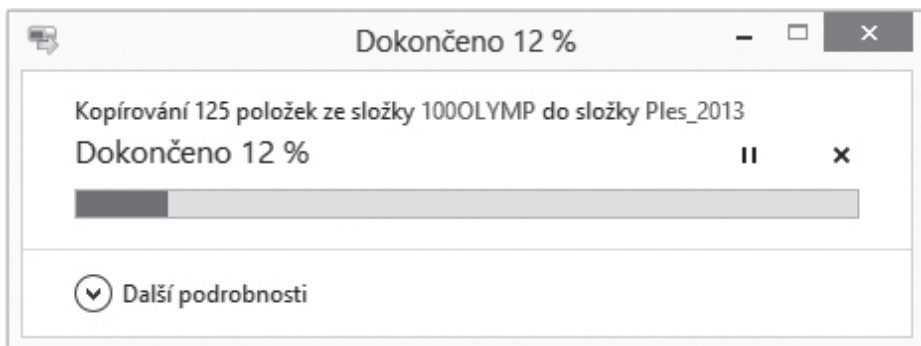 Dokončeno 12 %
Kopírování 125 položek ze složky 100OLYMP do složky Ples_2013
Dokončeno 12 %
Další podrobnosti